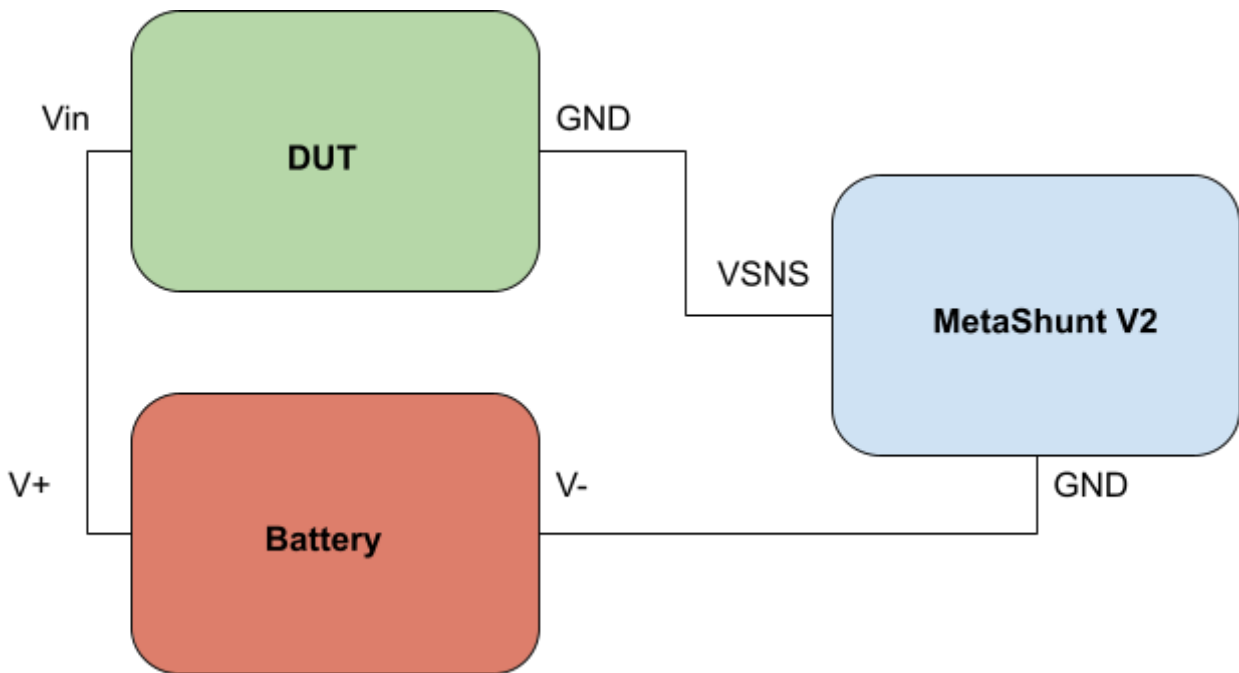 Vin
GND
DUT
VSNS
MetaShunt V2
V+
V-
GND
Battery